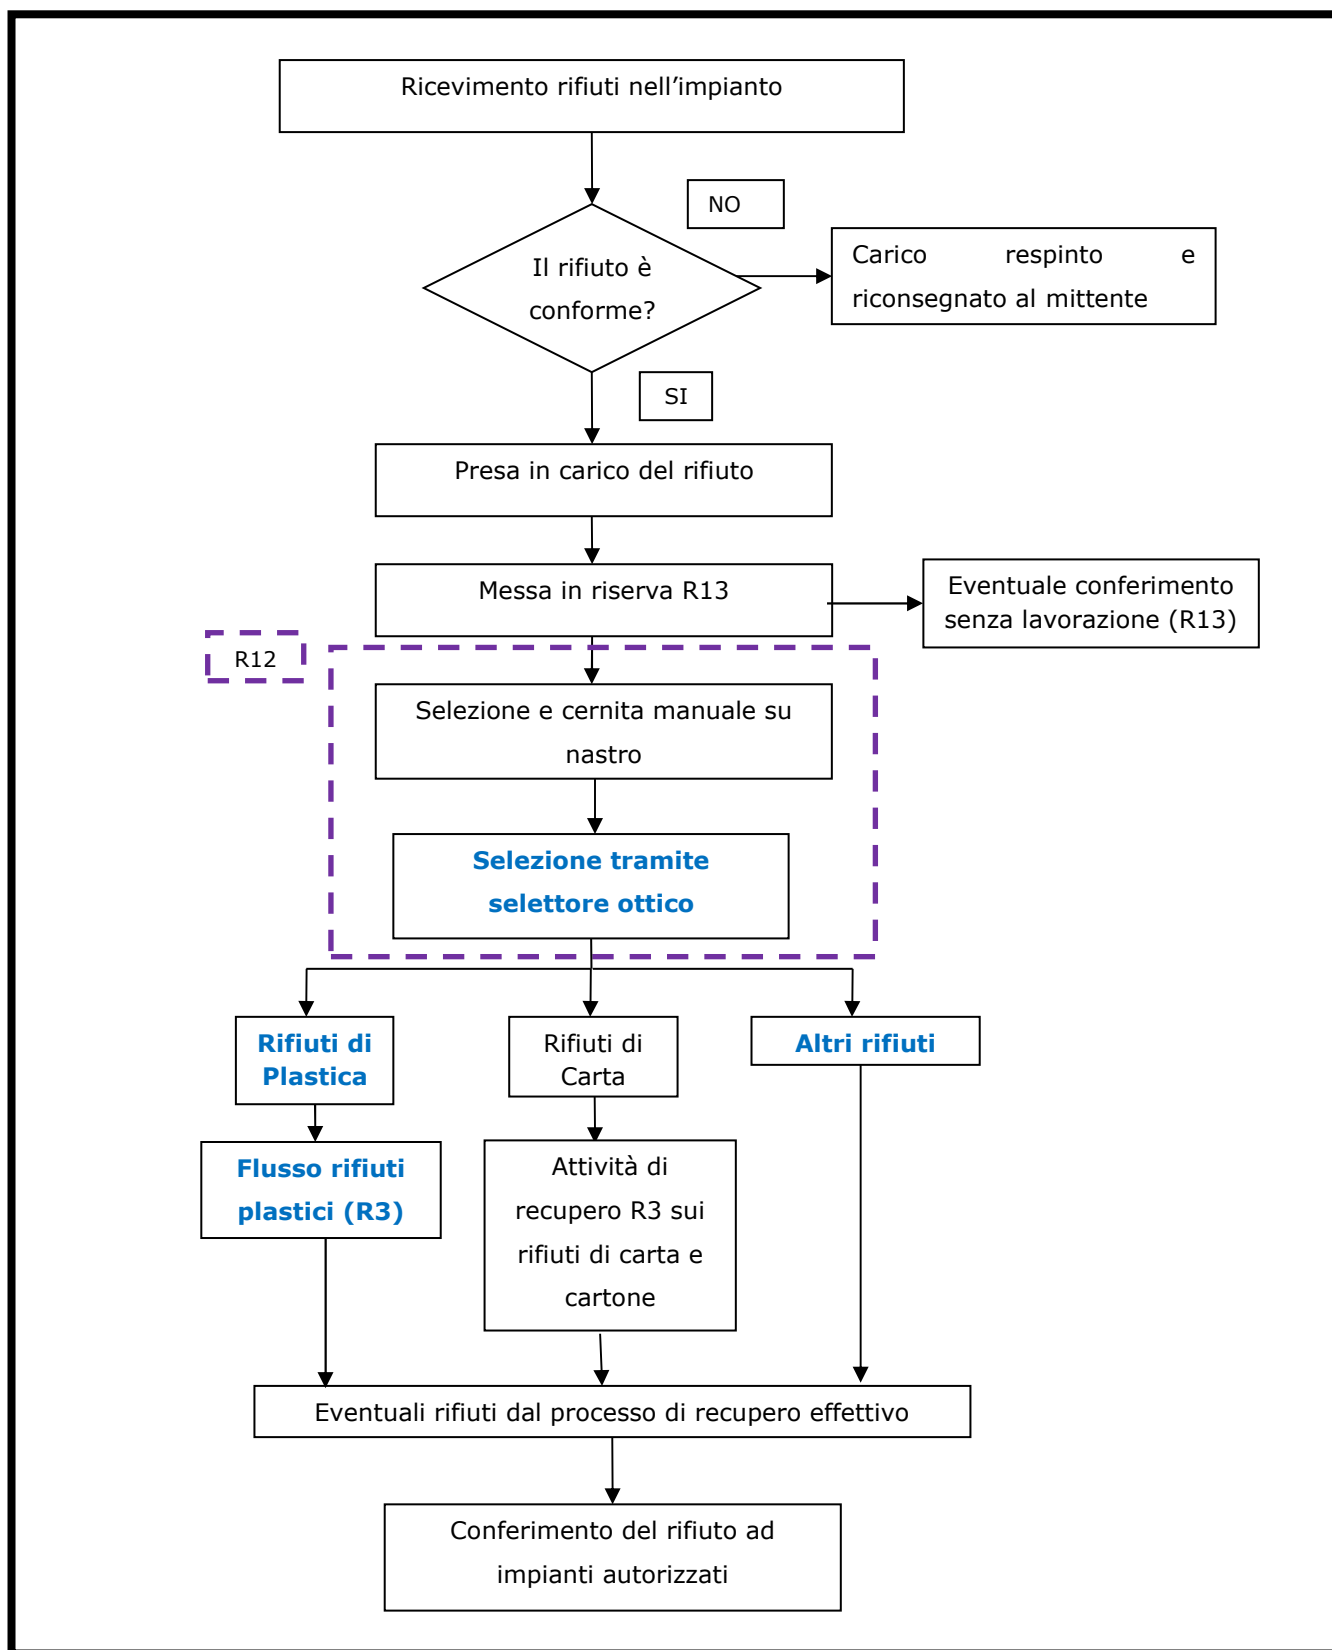 Ricevimento rifiuti nell’impianto
NO
Il rifiuto è
conforme?
Carico respinto e
riconsegnato al mittente
SI
Presa in carico del rifiuto
Messa in riserva R13
Eventuale conferimento
senza lavorazione (R13)
R12
Selezione e cernita manuale su
nastro
Selezione tramite
selettore ottico
Rifiuti di
Plastica
Rifiuti di
Carta
Altri rifiuti
Flusso rifiuti
plastici (R3)
Attività di
recupero R3 sui
rifiuti di carta e
cartone
Eventuali rifiuti dal processo di recupero effettivo
Conferimento del rifiuto ad
impianti autorizzati